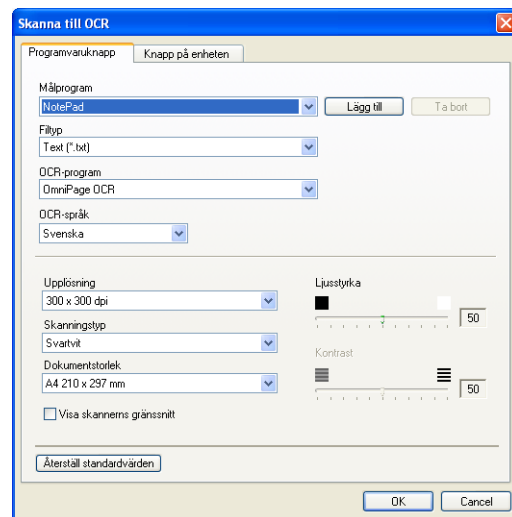 Skanna till OCR
Programvaruknapp Knapp på enheten
Målprogram
NotePad Lägg till Ta bort
Filtyp
Text (*.txt)
OCR-program
OmniPage OCR
OCR-språk
Svenska
Upplösning Ljusstyrka
300 x 300 dpi
50
Skanningstyp
Svartvit
Kontrast
Dokumentstorlek
A4 210 x 297 mm
50
Visa skannerns gränssnitt
Återställ standardvärden
OK Cancel